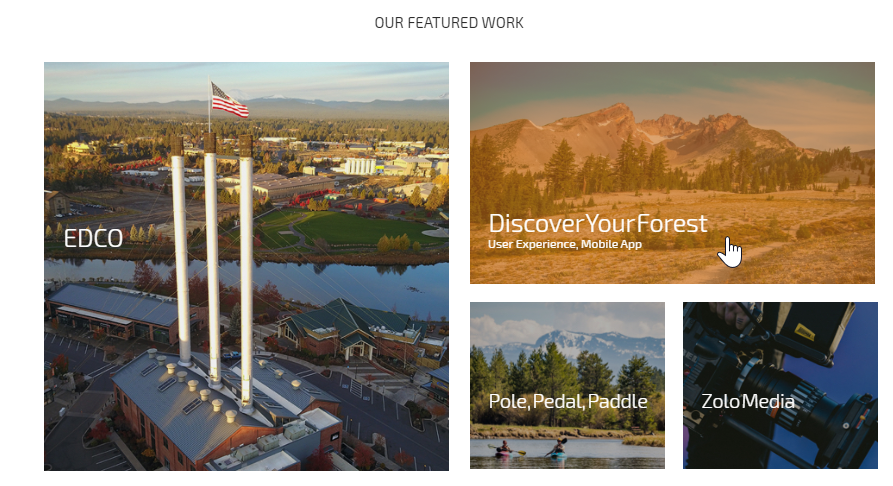 OUR FEATURED WORK
EDCO
DiscoverYourForest
User Experience, Mobile App
Pole,Pedal,Paddle
ZoloMedia